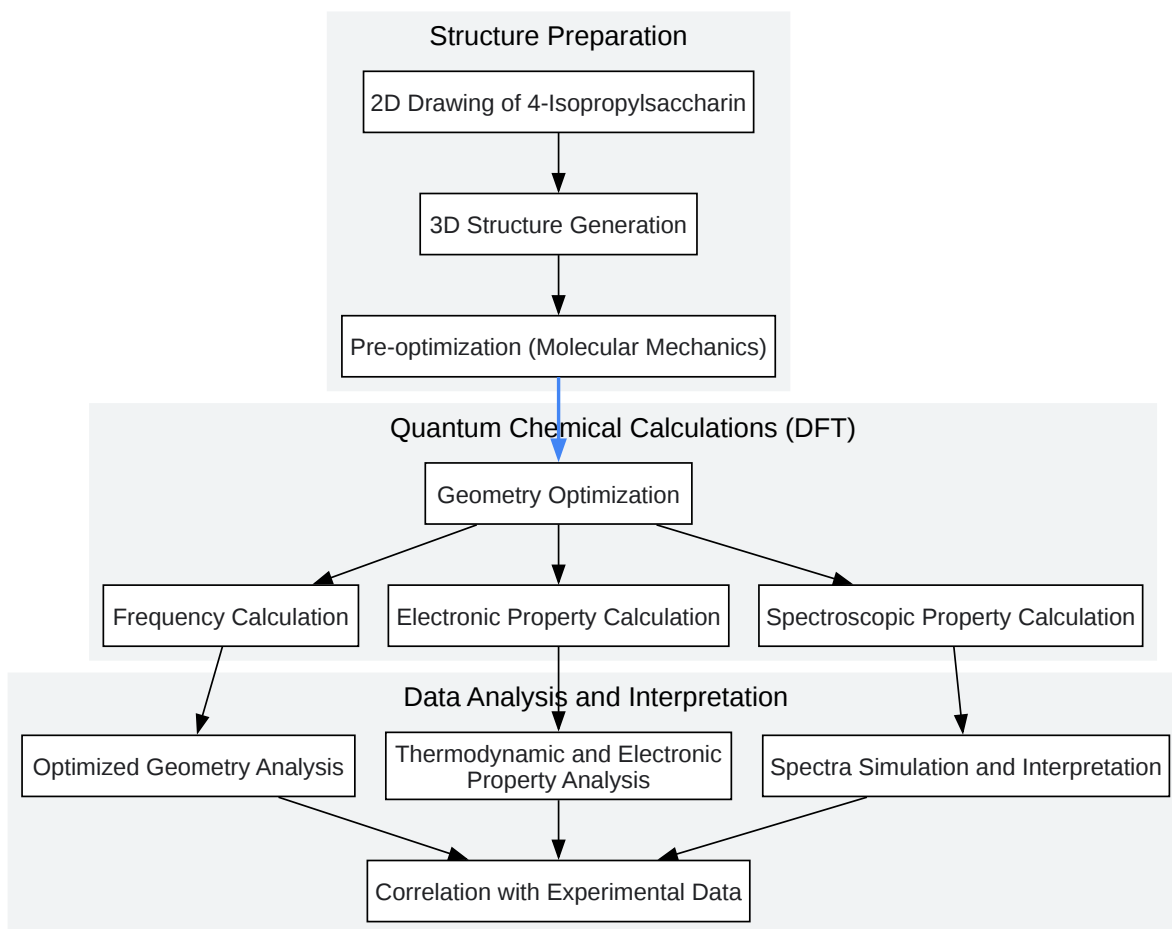 Structure Preparation
2D Drawing of 4-Isopropylsaccharin
3D Structure Generation
Pre-optimization (Molecular Mechanics)
Quantum Chemical Calculations (DFT)
Geometry Optimization
Frequency Calculation
Electronic Property Calculation
Spectroscopic Property Calculation
Data Analysis and Interpretation
Optimized Geometry Analysis
Thermodynamic and Electronic
Property Analysis
Spectra Simulation and Interpretation
Correlation with Experimental Data